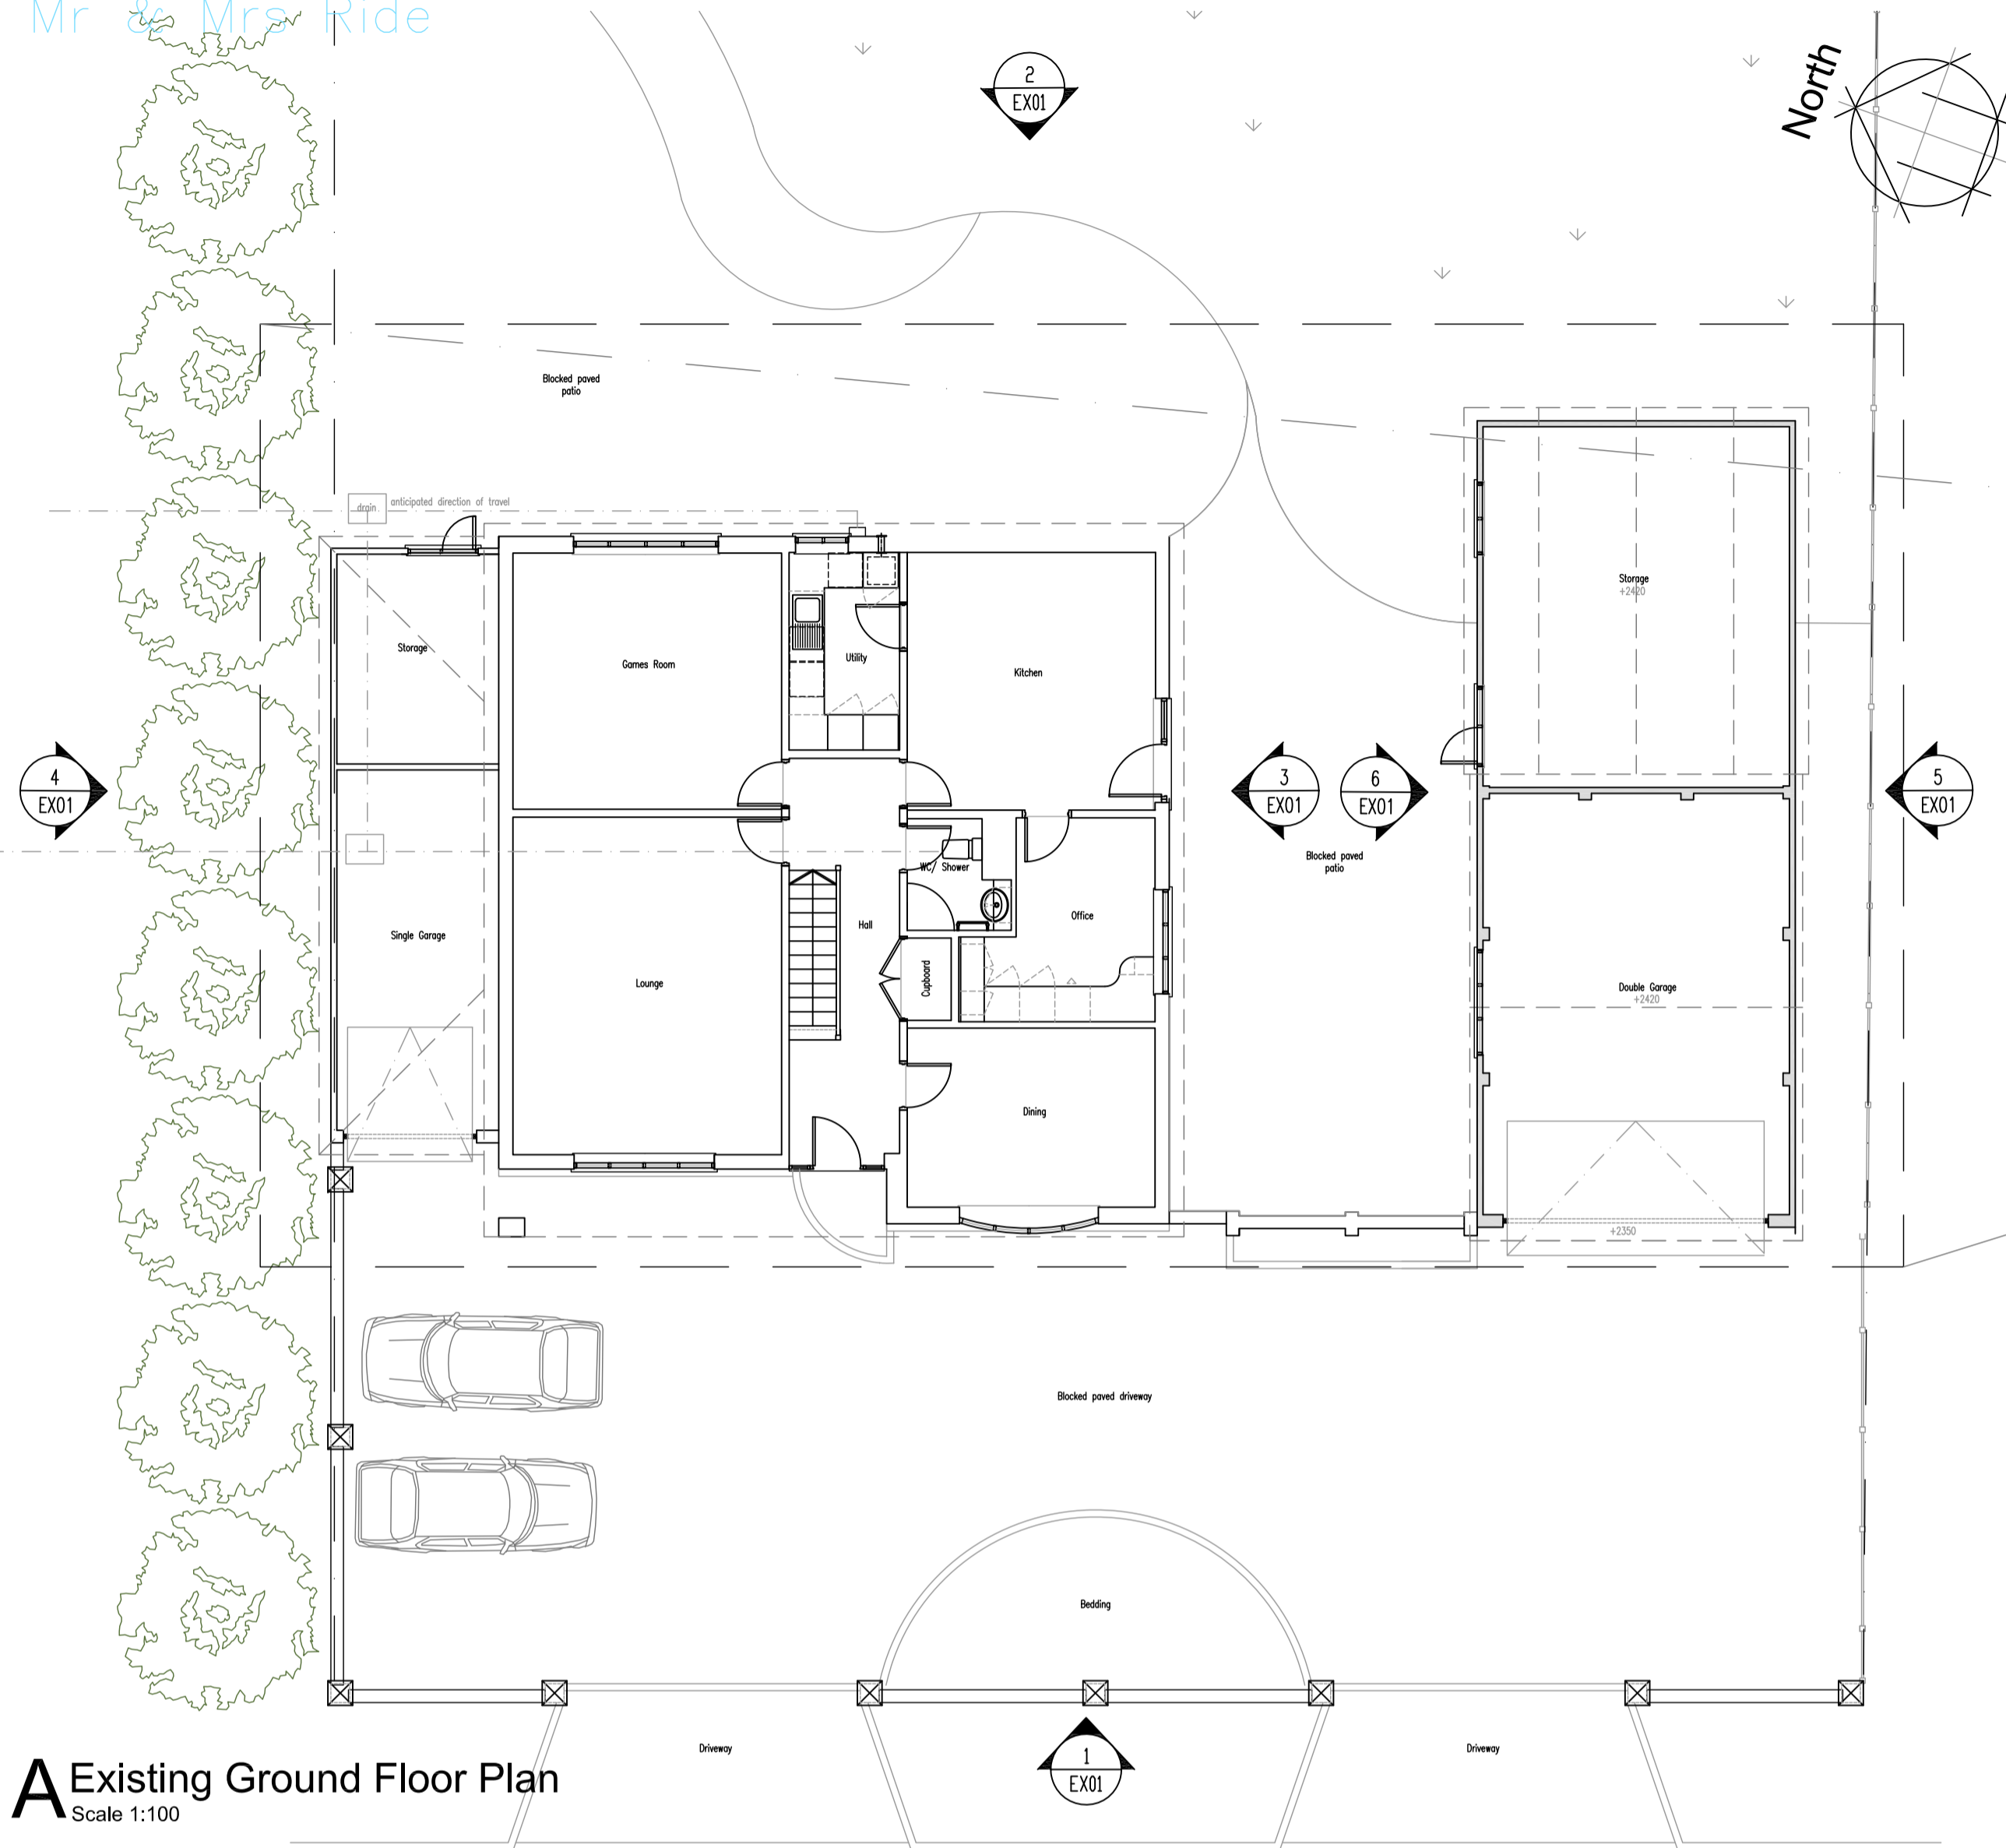 Mr & Mrs Ride
2
EX01
North
Blocked paved
patio
drain
anticipated direction of travel
Storage
+2420
Storage
Games Room
Utility
Kitchen
4
EX01
3
EX01
6
EX01
5
EX01
Blocked paved
patio
WC/ Shower
Single Garage
Hall
Office
Lounge
Cupboard
Double Garage
+2420
Dining
+2350
Blocked paved driveway
Bedding
Driveway
1
EX01
Driveway
A Existing Ground Floor Plan
Scale 1:100